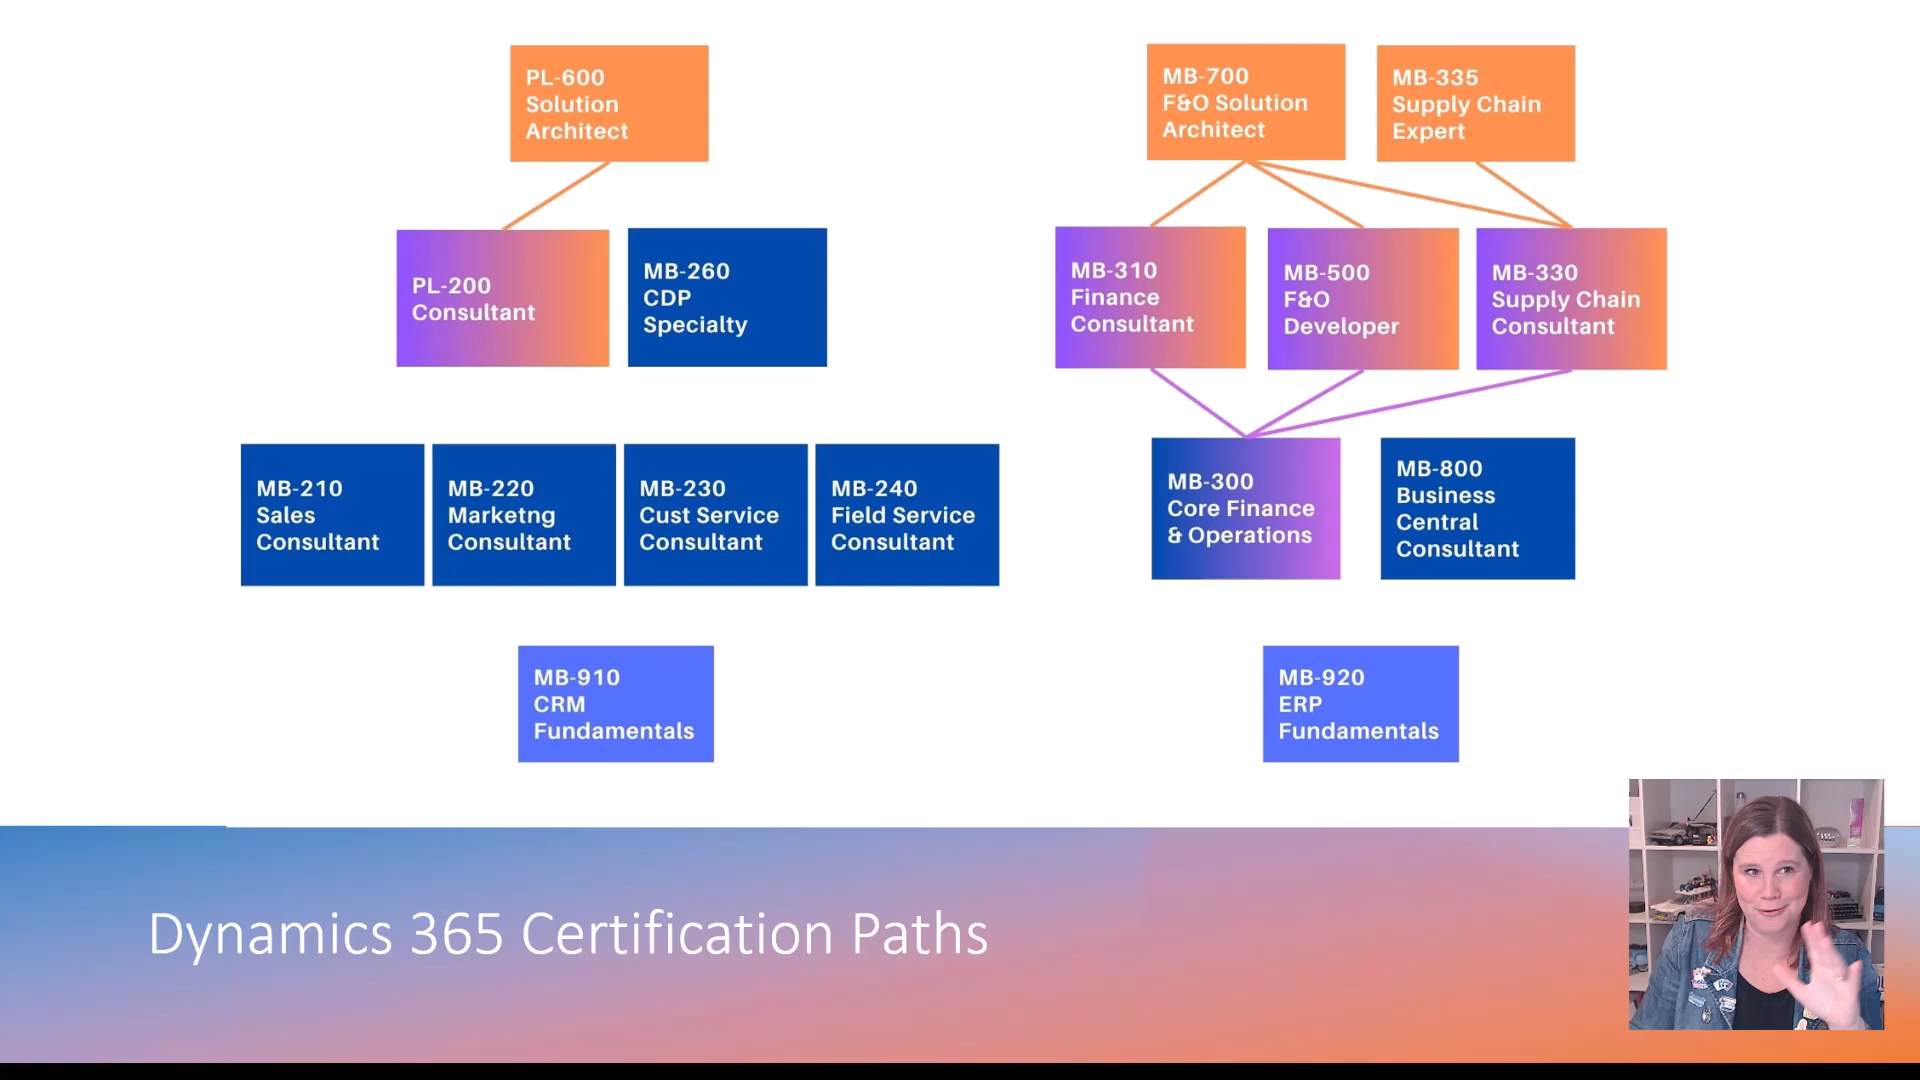 PL-600
Solution
Architect
MB-700
F&O Solution
Architect
MB-335
Supply Chain
Expert
PL-200
Consultant
MB-260
CDP
Specialty
MB-310
Finance
Consultant
MB-500
F&O
Developer
MB-330
Supply Chain
Consultant
MB-210
Sales
Consultant
MB-220
Marketng
Consultant
MB-230
Cust Service
Consultant
MB-240
Field Service
Consultant
MB-300
Core Finance
& Operations
MB-800
Business
Central
Consultant
MB-910
CRM
Fundamentals
MB-920
ERP
Fundamentals
Dynamics 365 Certification Paths